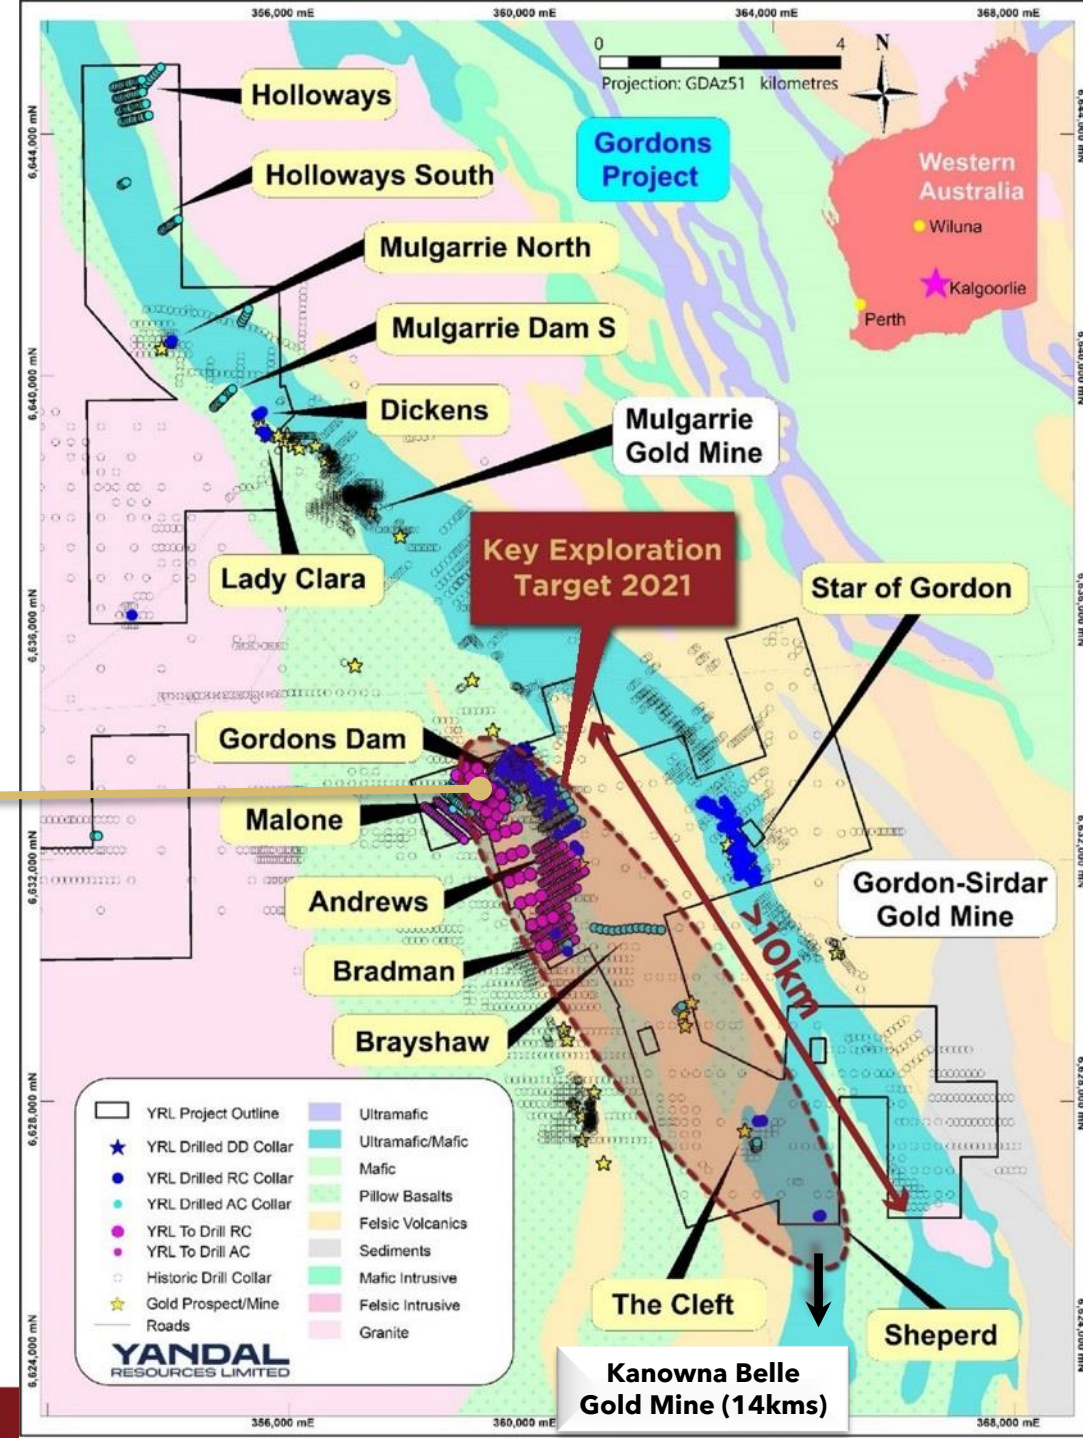 356,000 mE
360,000 mE
364,000 mE
368,000 mE
0
4
N
Projection: GDAz51 kilometres
Gordons
Project
Western
Australia
Wiluna
Kalgoorlie
Perth
Holloways
Holloways South
Mulgarrie North
Mulgarrie Dam S
Dickens
Mulgarrie
Gold Mine
Lady Clara
Key Exploration
Target 2021
Star of Gordon
Gordons Dam
Malone
Andrews
Bradman
Brayshaw
>10km
Gordon-Sirdar
Gold Mine
The Cleft
Sheperd
Kanowna Belle
Gold Mine (14kms)
6,644,000 mN
6,640,000 mN
6,636,000 mN
6,632,000 mN
6,628,000 mN
6,624,000 mN
YRL Project Outline
YRL Drilled DD Collar
YRL Drilled RC Collar
YRL Drilled AC Collar
YRL To Drill RC
YRL To Drill AC
Historic Drill Collar
Gold Prospect/Mine
Roads
Ultramafic
Ultramafic/Mafic
Mafic
Pillow Basalts
Felsic Volcanics
Sediments
Mafic Intrusive
Felsic Intrusive
Granite
YANDAL
RESOURCES LIMITED
356,000 mE
360,000 mE
368,000 mE